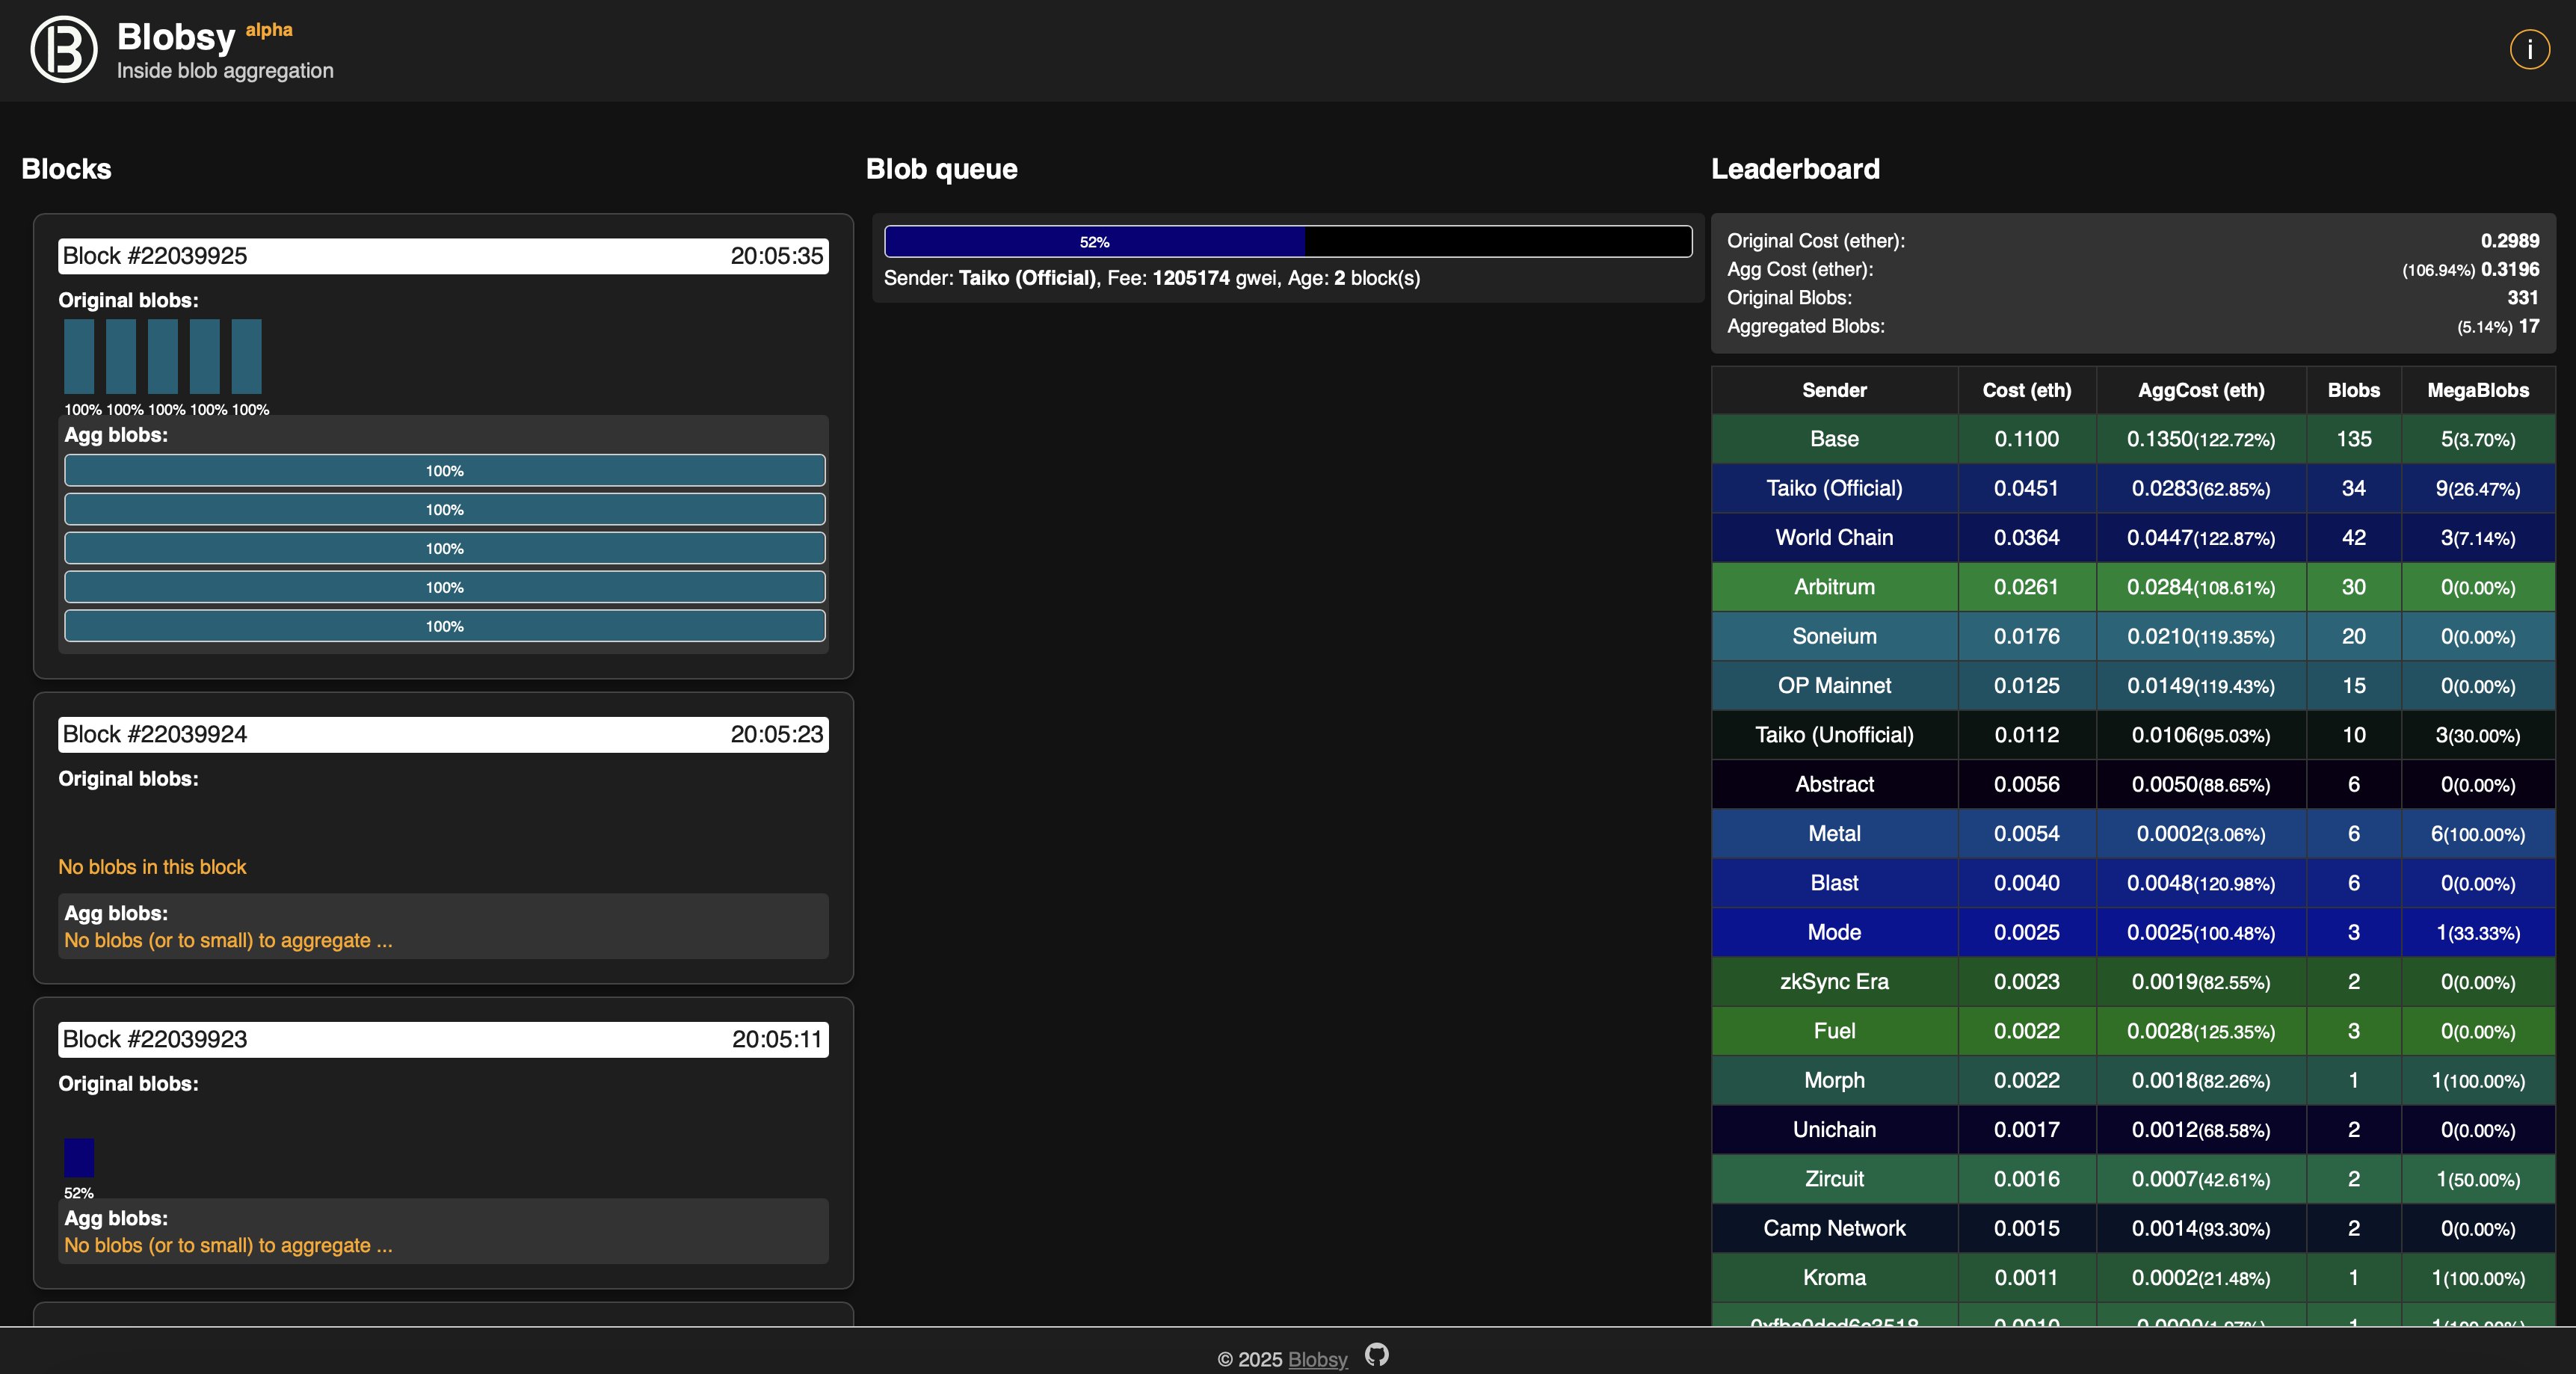 Blobsy alpha
Inside blob aggregation
i
Blocks
Block #22039925 20:05:35
Original blobs:
100% 100% 100% 100% 100%
Agg blobs:
100%
100%
100%
100%
100%
Block #22039924 20:05:23
Original blobs:
No blobs in this block
Agg blobs:
No blobs (or to small) to aggregate ...
Block #22039923 20:05:11
Original blobs:
52%
Agg blobs:
No blobs (or to small) to aggregate ...
Blob queue
52%
Sender: Taiko (Official), Fee: 1205174 gwei, Age: 2 block(s)
Leaderboard
Original Cost (ether): 0.2989
Agg Cost (ether): (106.94%) 0.3196
Original Blobs: 331
Aggregated Blobs: (5.14%) 17
Sender Cost (eth) AggCost (eth) Blobs MegaBlobs
Base 0.1100 0.1350(122.72%) 135 5(3.70%)
Taiko (Official) 0.0451 0.0283(62.85%) 34 9(26.47%)
World Chain 0.0364 0.0447(122.87%) 42 3(7.14%)
Arbitrum 0.0261 0.0284(108.61%) 30 0(0.00%)
Soneium 0.0176 0.0210(119.35%) 20 0(0.00%)
OP Mainnet 0.0125 0.0149(119.43%) 15 0(0.00%)
Taiko (Unofficial) 0.0112 0.0106(95.03%) 10 3(30.00%)
Abstract 0.0056 0.0050(88.65%) 6 0(0.00%)
Metal 0.0054 0.0002(3.06%) 6 6(100.00%)
Blast 0.0040 0.0048(120.98%) 6 0(0.00%)
Mode 0.0025 0.0025(100.48%) 3 1(33.33%)
zkSync Era 0.0023 0.0019(82.55%) 2 0(0.00%)
Fuel 0.0022 0.0028(125.35%) 3 0(0.00%)
Morph 0.0022 0.0018(82.26%) 1 1(100.00%)
Unichain 0.0017 0.0012(68.58%) 2 0(0.00%)
Zircuit 0.0016 0.0007(42.61%) 2 1(50.00%)
Camp Network 0.0015 0.0014(93.30%) 2 0(0.00%)
Kroma 0.0011 0.0002(21.48%) 1 1(100.00%)
© 2025 Blobsy